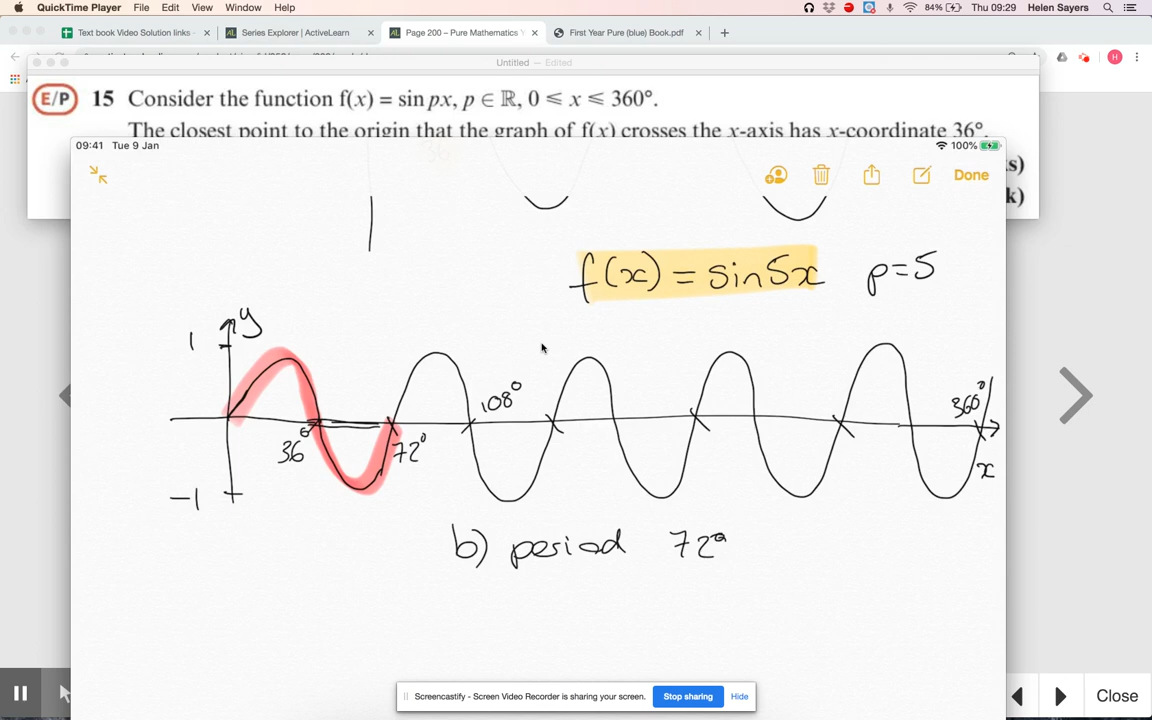 QuickTime Player File Edit View Window Help 84% Thu 09:29 Helen Sayers
Text book Video Solution links - Series Explorer | ActiveLearn Page 200 – Pure Mathematics Y First Year Pure (blue) Book.pdf
Untitled — Edited
E/P 15 Consider the function f(x) = sin px, p ∈ ℝ, 0 ⩽ x ⩽ 360°.
The closest point to the origin that the graph of f(x) crosses the x-axis has x-coordinate 36°.
09:41 Tue 9 Jan 100%
s)
Done
k)
f(x) = sin5x p=5
y
1
108°
360°
36° 72°
x
-1
b) period 72°
Screencastify - Screen Video Recorder is sharing your screen. Stop sharing Hide
Close